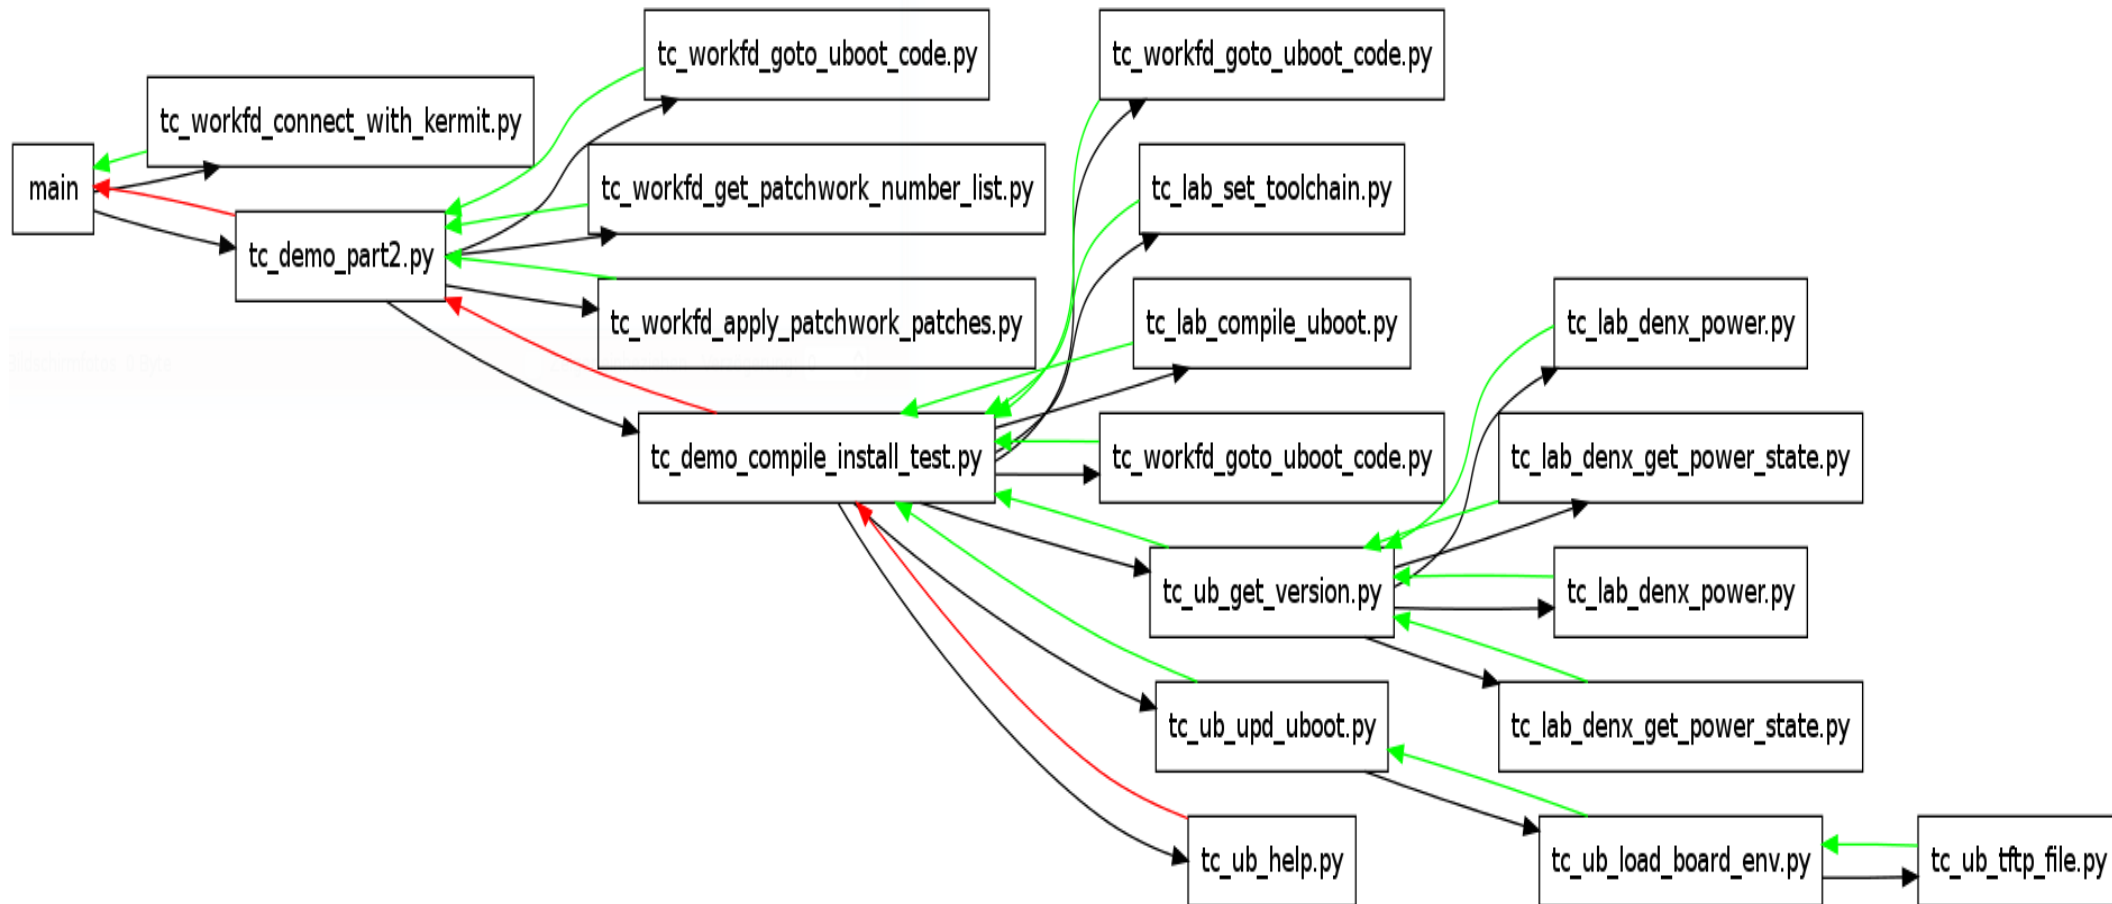 tc_workfd_goto_uboot_code.py
tc_workfd_goto_uboot_code.py
tc_workfd_connect_with_kermit.py
main
tc_workfd_get_patchwork_number_list.py
tc_lab_set_toolchain.py
tc_demo_part2.py
tc_workfd_apply_patchwork_patches.py
tc_lab_compile_uboot.py
tc_lab_denx_power.py
tc_demo_compile_install_test.py
tc_workfd_goto_uboot_code.py
tc_lab_denx_get_power_state.py
tc_ub_get_version.py
tc_lab_denx_power.py
tc_ub_upd_uboot.py
tc_lab_denx_get_power_state.py
tc_ub_help.py
tc_ub_load_board_env.py
tc_ub_tftp_file.py